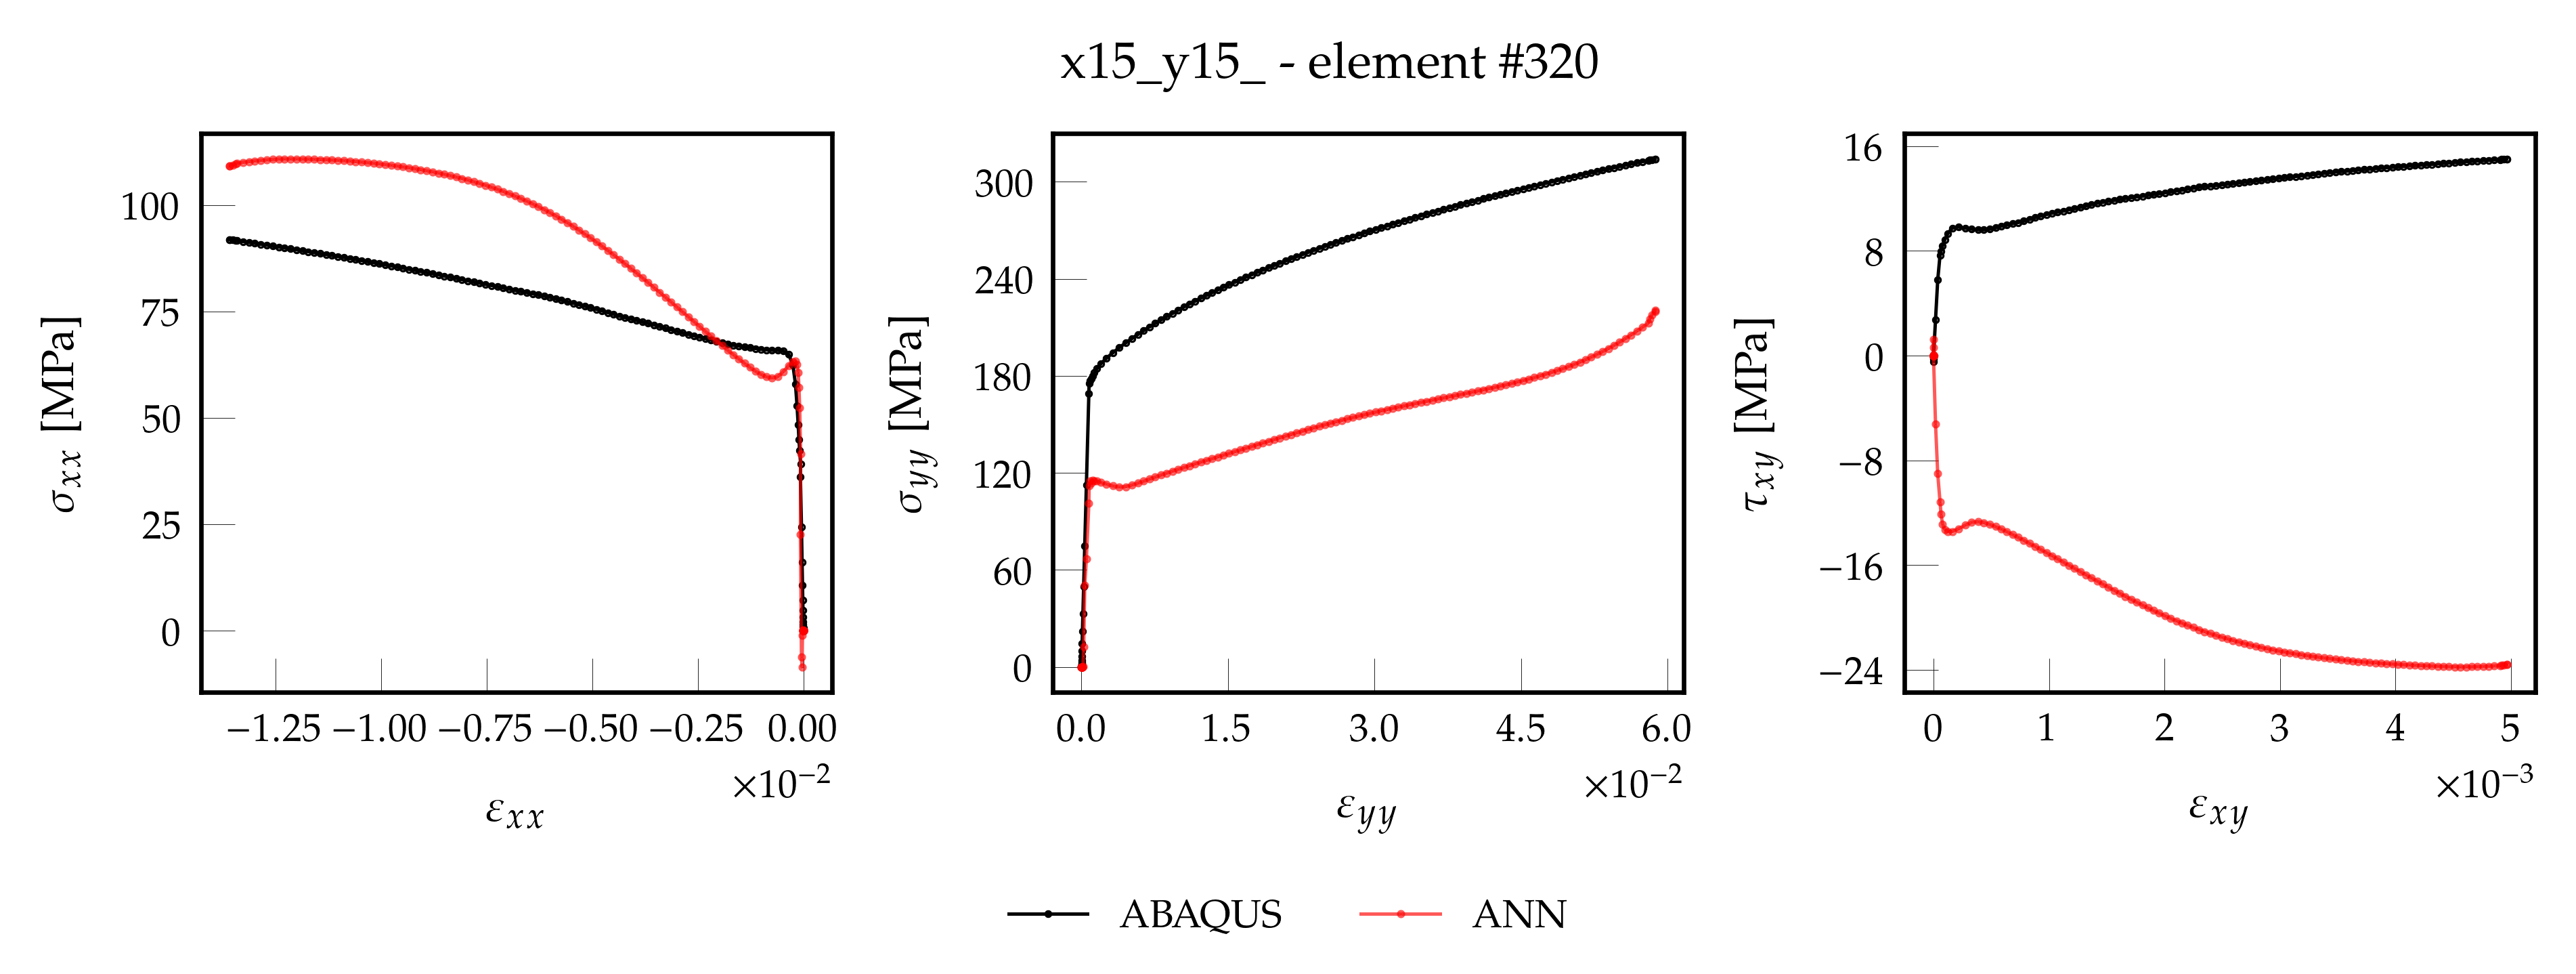 x15_y15_ - element #320
σxx [MPa]
100
75
50
25
0
−1.25 −1.00 −0.75 −0.50 −0.25 0.00
×10−2
εxx
σyy [MPa]
300
240
180
120
60
0
0.0 1.5 3.0 4.5 6.0
×10−2
εyy
τxy [MPa]
16
8
0
−8
−16
−24
0 1 2 3 4 5
×10−3
εxy
ABAQUS ANN